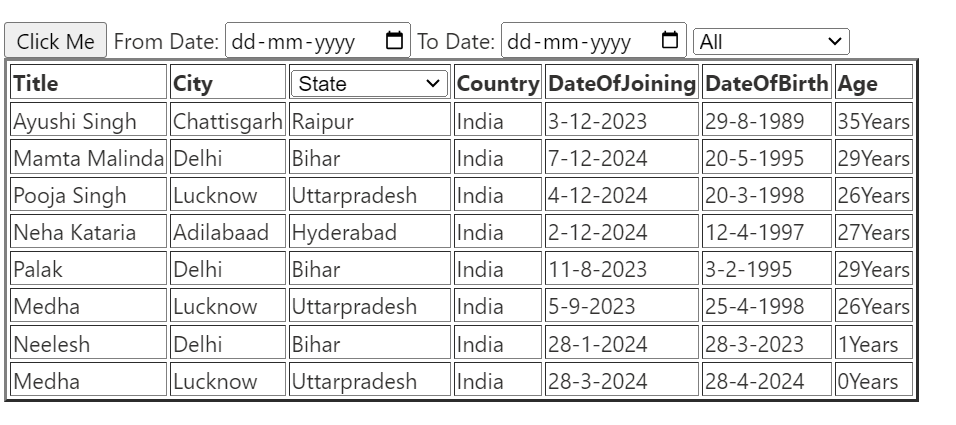 Click Me From Date: dd-mm-yyyy To Date: dd-mm-yyyy All
Title City State Country DateOfJoining DateOfBirth Age
Ayushi Singh Chattisgarh Raipur India 3-12-2023 29-8-1989 35Years
Mamta Malinda Delhi Bihar India 7-12-2024 20-5-1995 29Years
Pooja Singh Lucknow Uttarpradesh India 4-12-2024 20-3-1998 26Years
Neha Kataria Adilabaad Hyderabad India 2-12-2024 12-4-1997 27Years
Palak Delhi Bihar India 11-8-2023 3-2-1995 29Years
Medha Lucknow Uttarpradesh India 5-9-2023 25-4-1998 26Years
Neelesh Delhi Bihar India 28-1-2024 28-3-2023 1Years
Medha Lucknow Uttarpradesh India 28-3-2024 28-4-2024 0Years